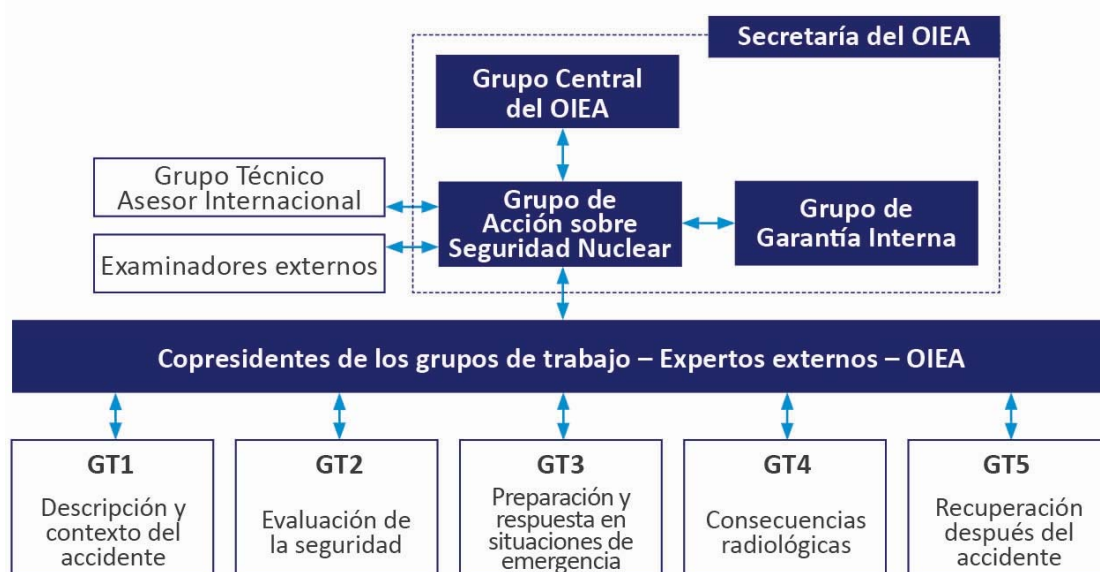 Secretaría del OIEA
Grupo Central
del OIEA
Grupo Técnico
Asesor Internacional
Grupo de
Acción sobre
Seguridad Nuclear
Grupo de
Garantía Interna
Examinadores externos
Copresidentes de los grupos de trabajo – Expertos externos – OIEA
GT1
Descripción y
contexto del
accidente
GT2
Evaluación de
la seguridad
GT3
Preparación y
respuesta en
situaciones de
emergencia
GT4
Consecuencias
radiológicas
GT5
Recuperación
después del
accidente